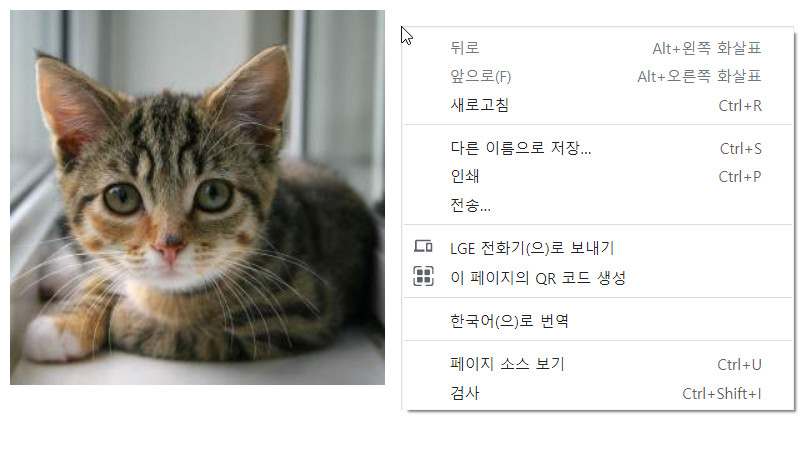 뒤로 Alt+왼쪽 화살표
앞으로(F) Alt+오른쪽 화살표
새로고침 Ctrl+R
다른 이름으로 저장... Ctrl+S
인쇄 Ctrl+P
전송...
LGE 전화기(으)로 보내기
이 페이지의 QR 코드 생성
한국어(으)로 번역
페이지 소스 보기 Ctrl+U
검사 Ctrl+Shift+I